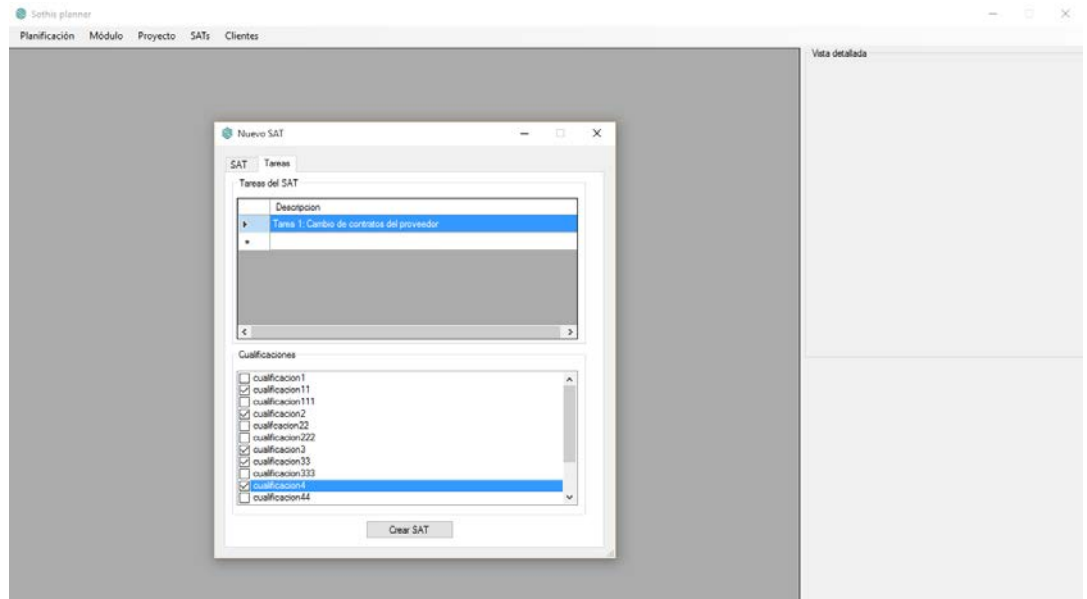 Sothis planner
Planificación Módulo Proyecto SATs Clientes
Vista detallada
Nuevo SAT
SAT Tareas
Tareas del SAT
Descripcion
Tarea 1: Cambio de contratos del proveedor
Cualificaciones
cualificacion1
cualificacion11
cualificacion111
cualificacion2
cualificacion22
cualificacion222
cualificacion3
cualificacion33
cualificacion333
cualificacion4
cualificacion44
Crear SAT